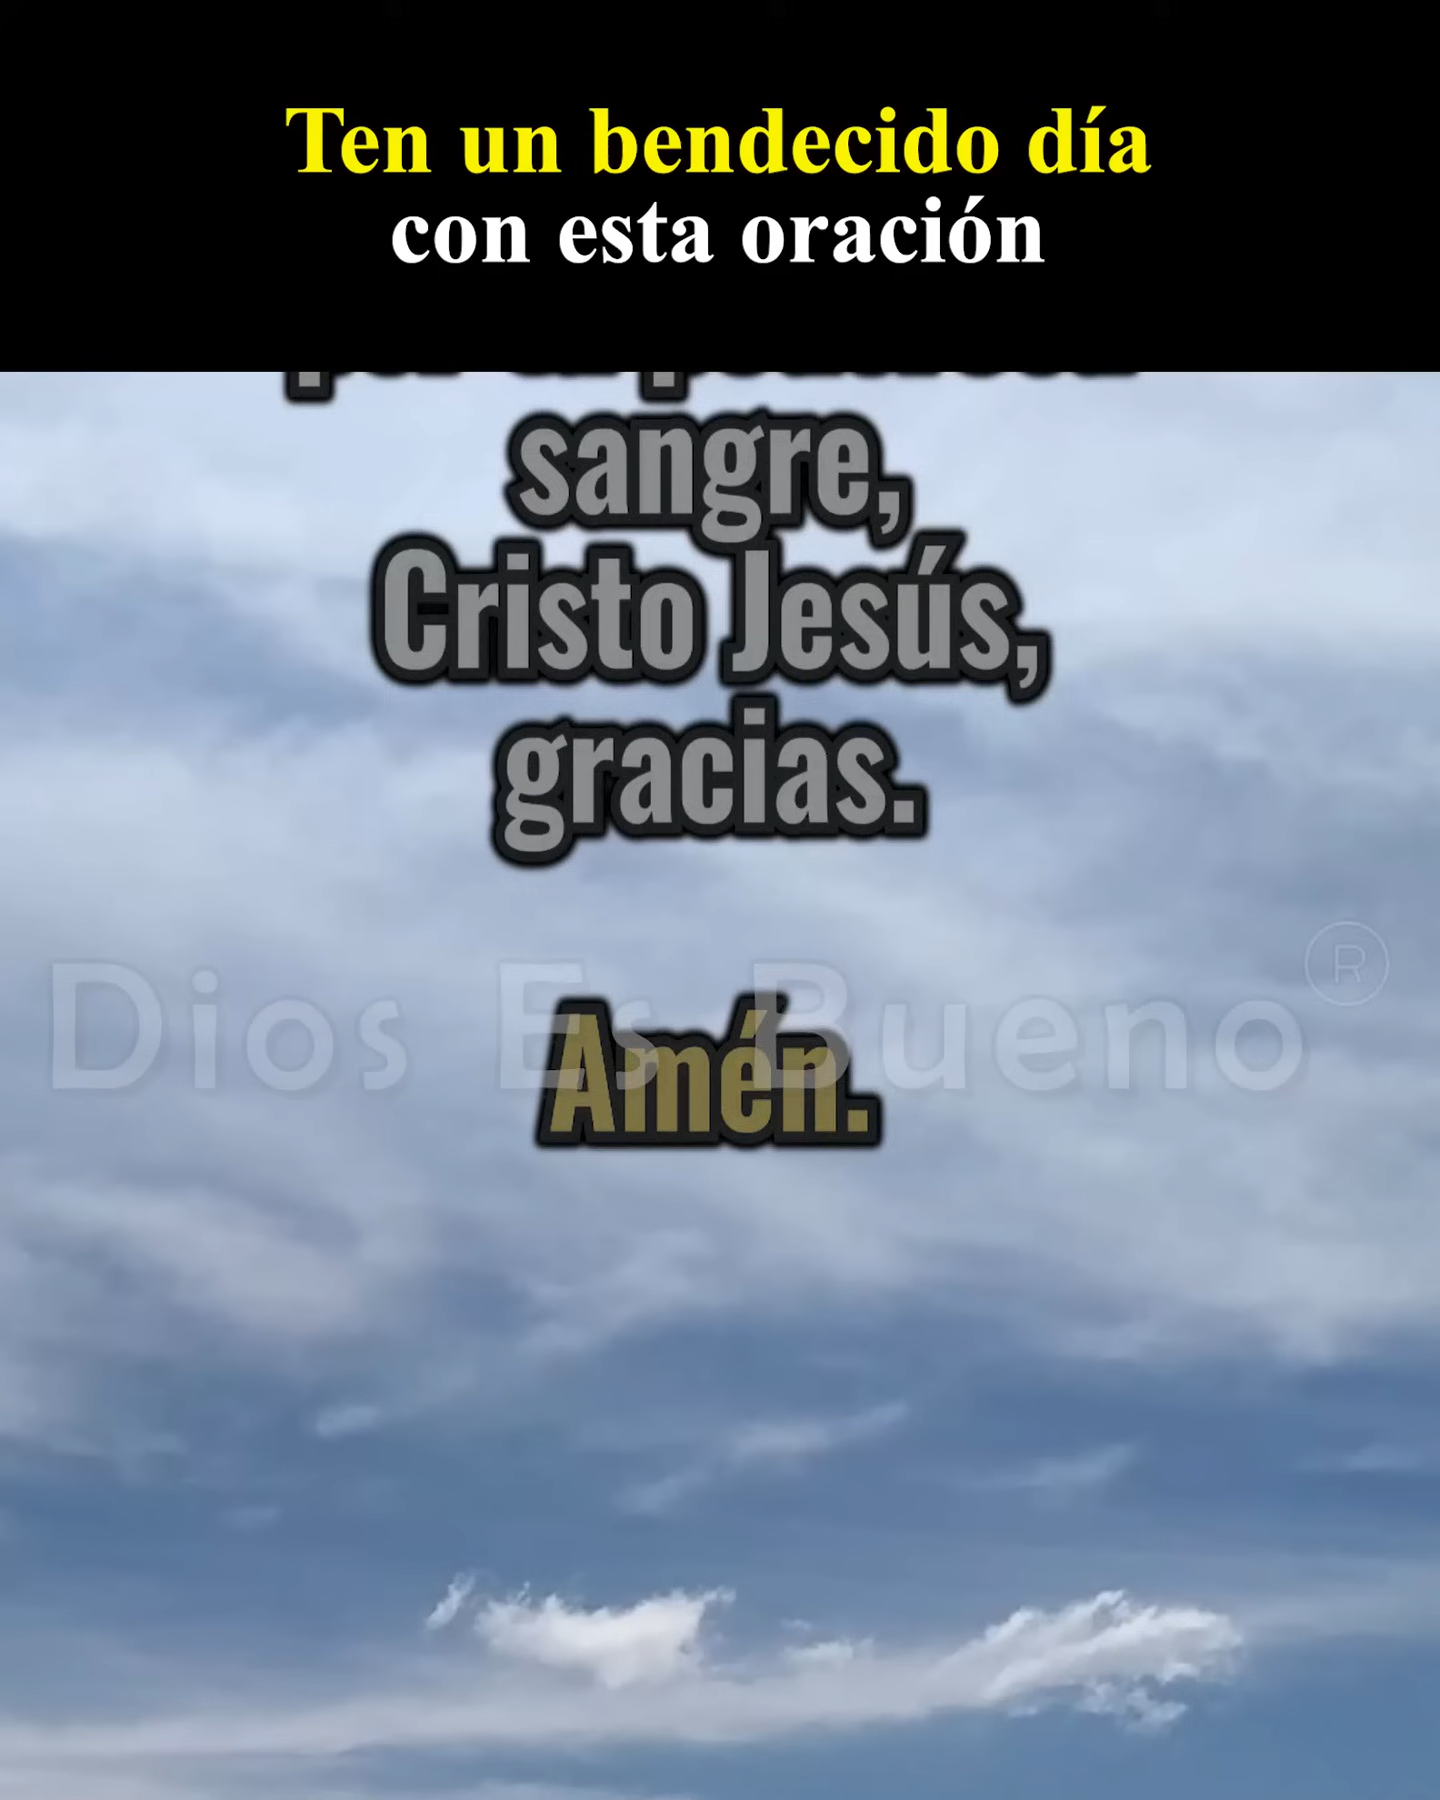 Ten un bendecido día
con esta oración
sangre,
Cristo Jesús,
gracias.
Dios Es Bueno®
Amén.